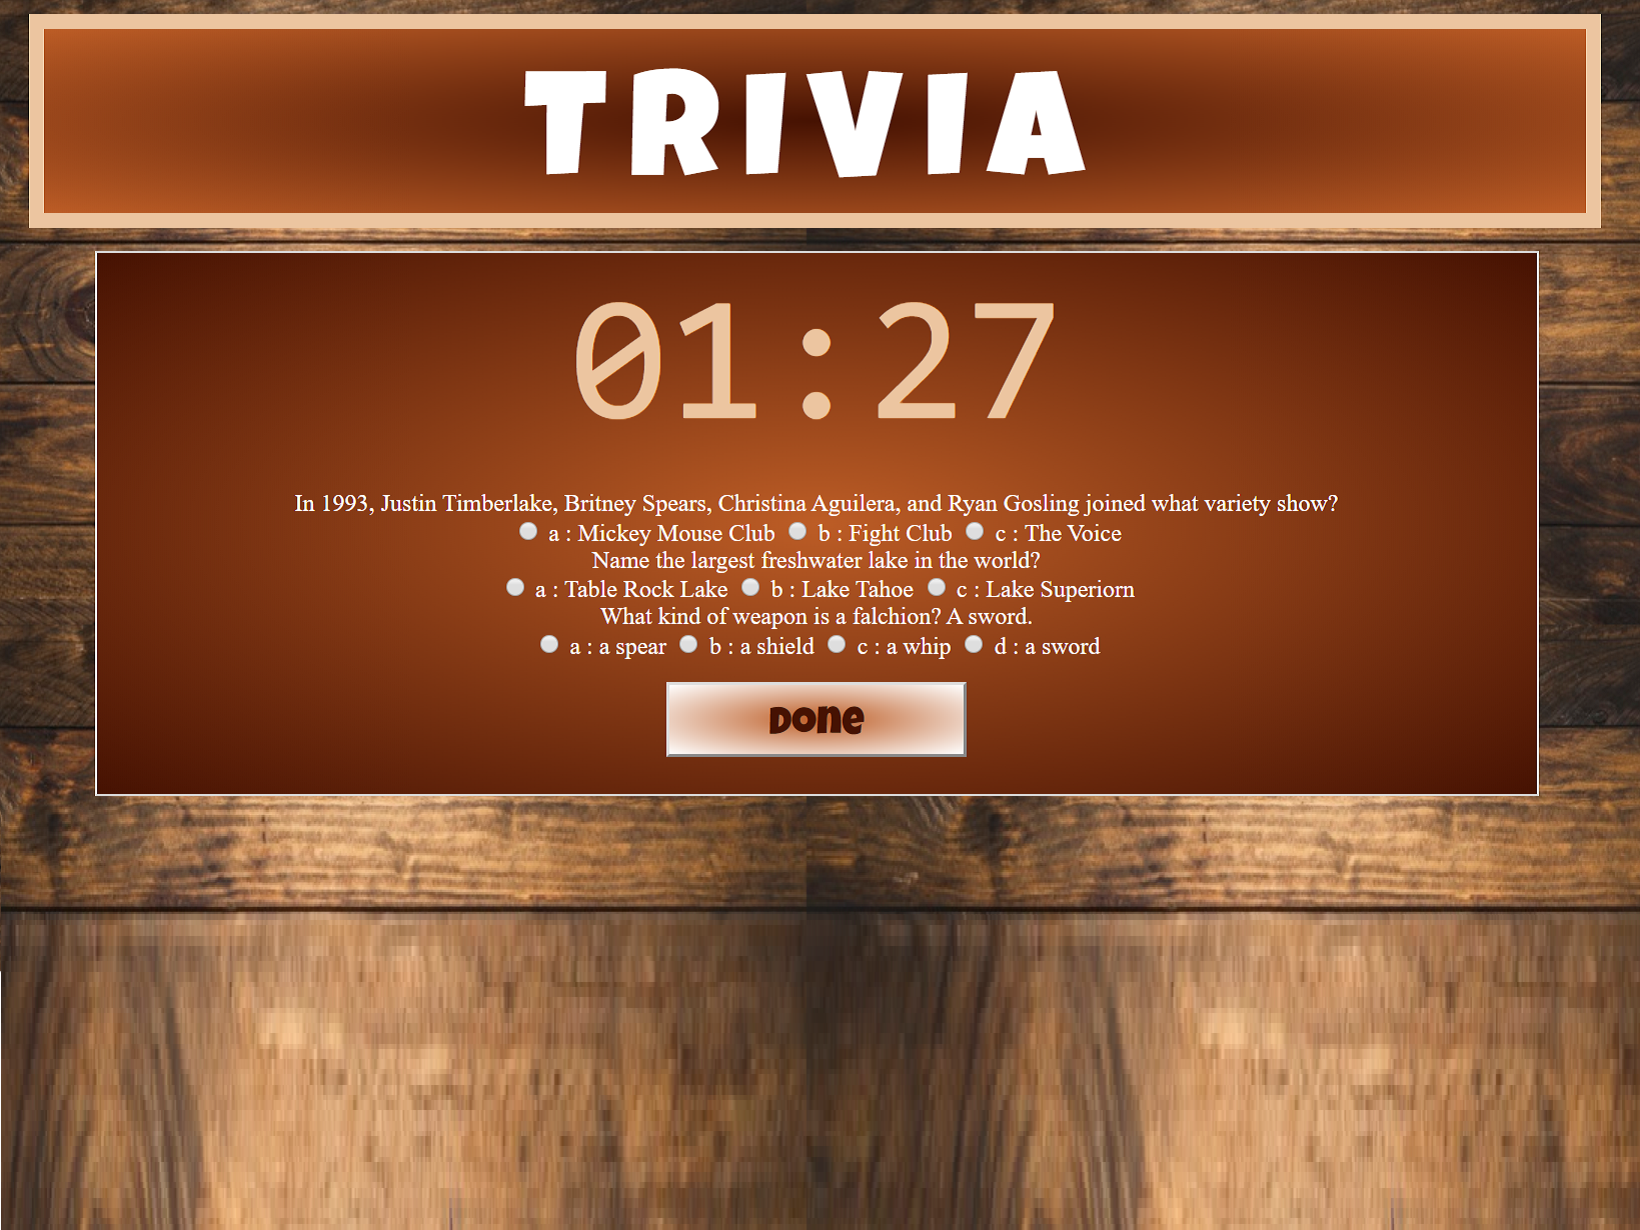 TRIVIA
01:27
In 1993, Justin Timberlake, Britney Spears, Christina Aguilera, and Ryan Gosling joined what variety show?
a : Mickey Mouse Club b : Fight Club c : The Voice
Name the largest freshwater lake in the world?
a : Table Rock Lake b : Lake Tahoe c : Lake Superiorn
What kind of weapon is a falchion? A sword.
a : a spear b : a shield c : a whip d : a sword
Done